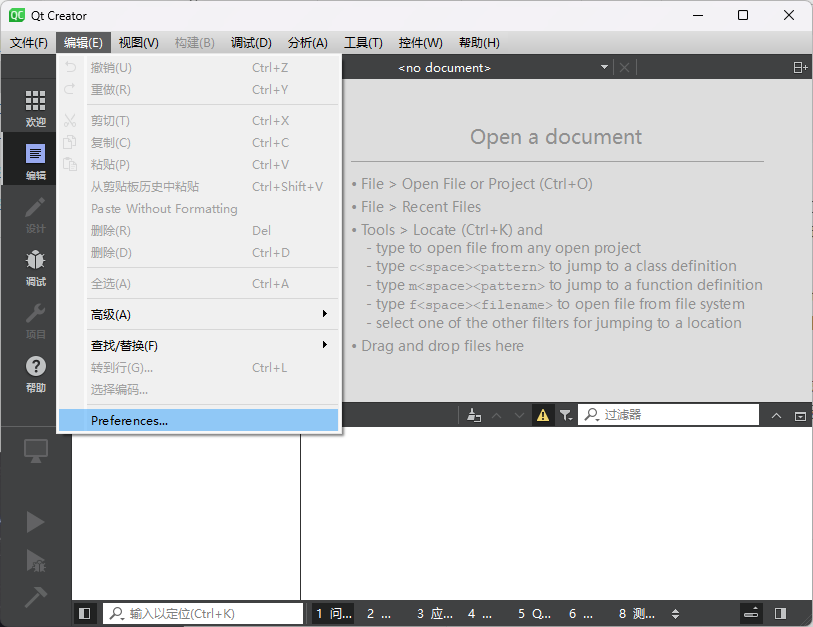 QC Qt Creator
文件(F) 编辑(E) 视图(V) 构建(B) 调试(D) 分析(A) 工具(T) 控件(W) 帮助(H)
<no document>
欢迎
编辑
设计
调试
项目
帮助
撤销(U) Ctrl+Z
重做(R) Ctrl+Y
剪切(T) Ctrl+X
复制(C) Ctrl+C
粘贴(P) Ctrl+V
从剪贴板历史中粘贴 Ctrl+Shift+V
Paste Without Formatting
删除(R) Del
删除(D) Ctrl+D
全选(A) Ctrl+A
高级(A)
查找/替换(F)
转到行(G)... Ctrl+L
选择编码...
Preferences...
Open a document
• File > Open File or Project (Ctrl+O)
• File > Recent Files
• Tools > Locate (Ctrl+K) and
- type to open file from any open project
- type c<space><pattern> to jump to a class definition
- type m<space><pattern> to jump to a function definition
- type f<space><filename> to open file from file system
- select one of the other filters for jumping to a location
• Drag and drop files here
过滤器
输入以定位(Ctrl+K)
1 问... 2 ... 3 应... 4 ... 5 Q... 6 ... 8 测...